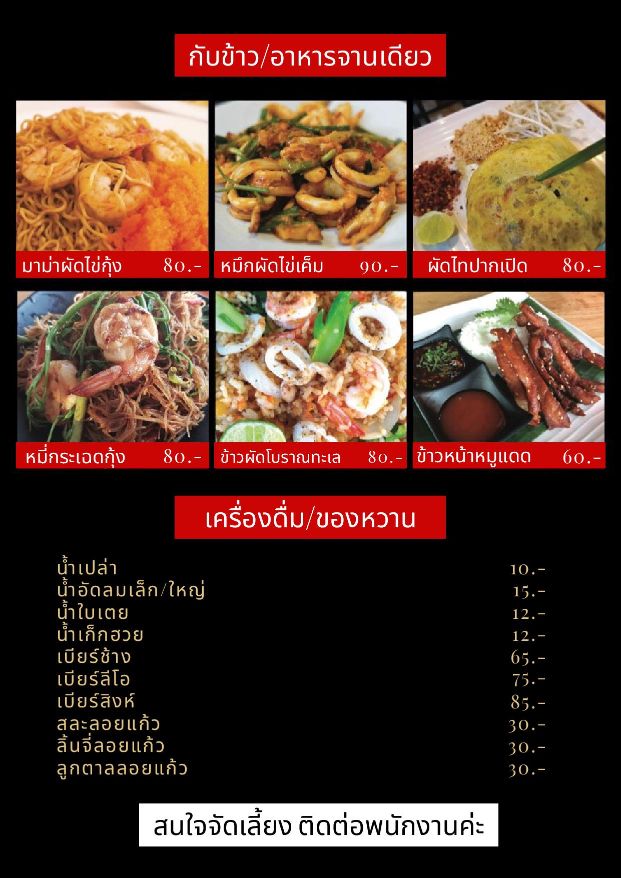 กับข้าว/อาหารจานเดียว
มาม่าผัดไข่กุ้ง 80.-
หมึกผัดไข่เค็ม 90.-
ผัดไทปากเปิด 80.-
หมี่กระเฉดกุ้ง 80.-
ข้าวผัดโบราณทะเล 80.-
ข้าวหน้าหมูแดด 60.-
เครื่องดื่ม/ของหวาน
น้ำเปล่า 10.-
น้ำอัดลมเล็ก/ใหญ่ 15.-
น้ำใบเตย 12.-
น้ำเก็กฮวย 12.-
เบียร์ช้าง 65.-
เบียร์ลีโอ 75.-
เบียร์สิงห์ 85.-
สละลอยแก้ว 30.-
ลิ้นจี่ลอยแก้ว 30.-
ลูกตาลลอยแก้ว 30.-
สนใจจัดเลี้ยง ติดต่อพนักงานค่ะ